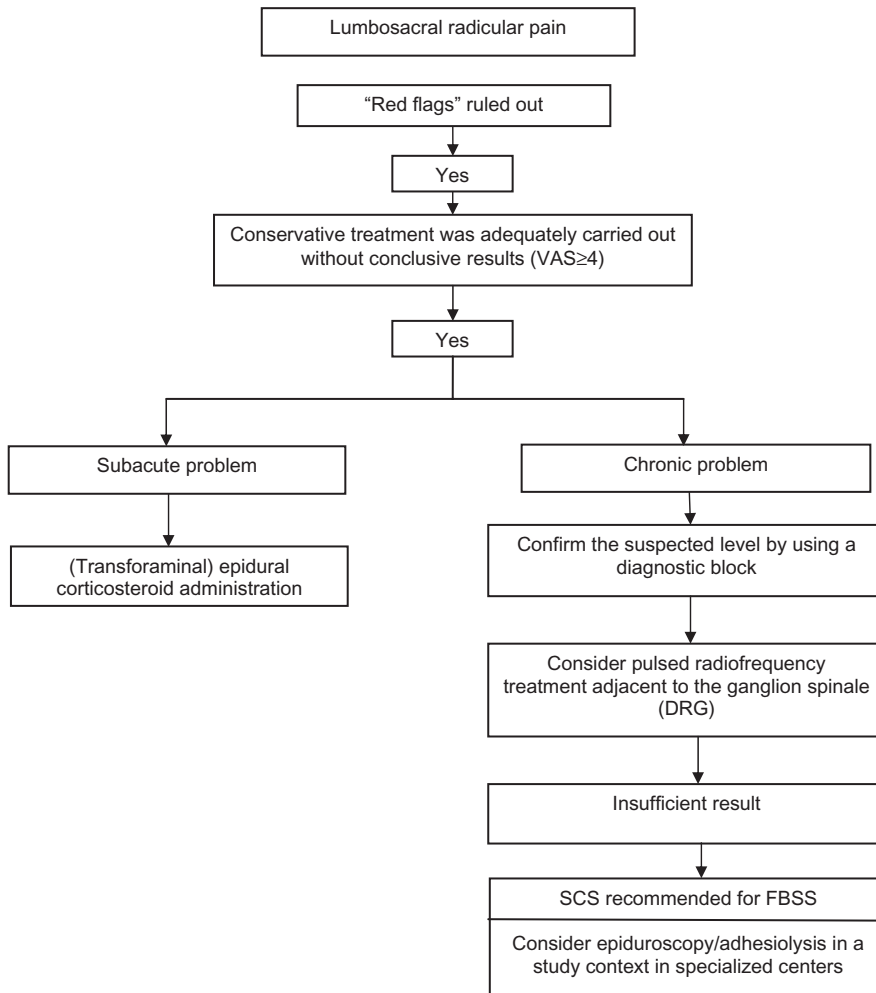 Lumbosacral radicular pain
“Red flags” ruled out
Yes
Conservative treatment was adequately carried out
without conclusive results (VAS≥4)
Yes
Subacute problem
(Transforaminal) epidural
corticosteroid administration
Chronic problem
Confirm the suspected level by using a
diagnostic block
Consider pulsed radiofrequency
treatment adjacent to the ganglion spinale
(DRG)
Insufficient result
SCS recommended for FBSS
Consider epiduroscopy/adhesiolysis in a
study context in specialized centers